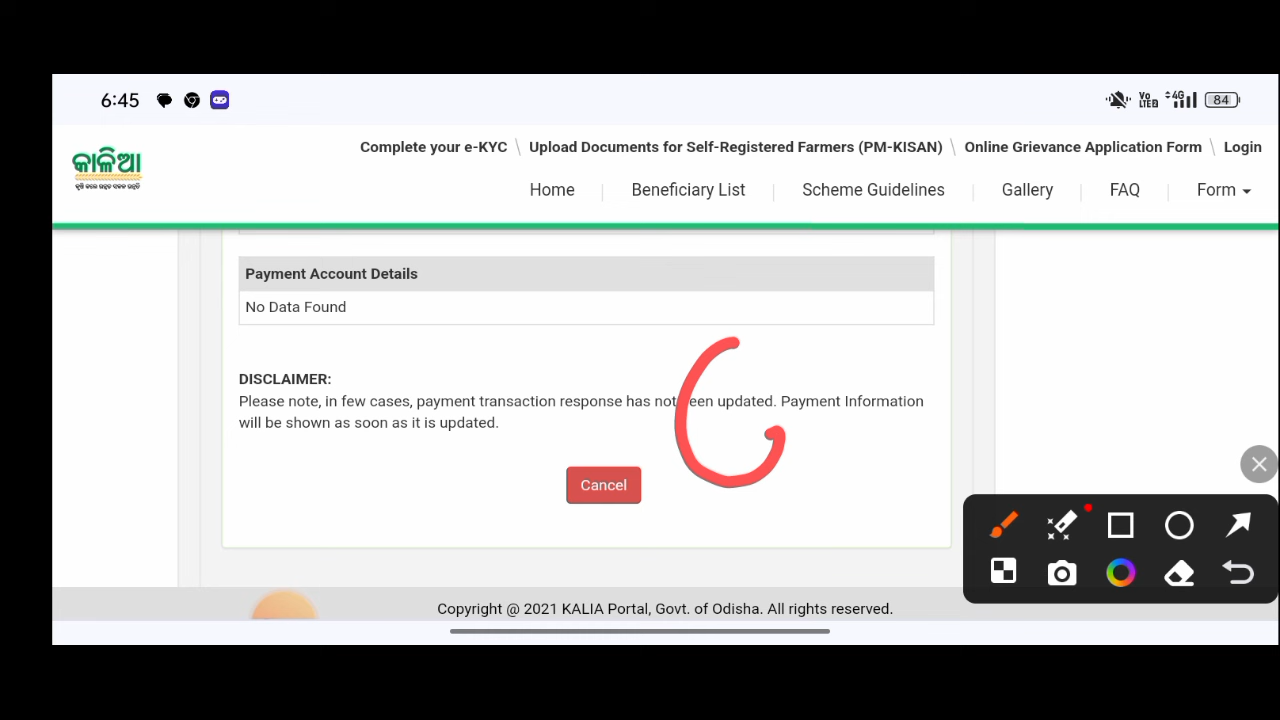 6:45
Vo LTE2 4G 84
କାଳିଆ
Complete your e-KYC \ Upload Documents for Self-Registered Farmers (PM-KISAN) \ Online Grievance Application Form \ Login
Home | Beneficiary List | Scheme Guidelines | Gallery | FAQ | Form
Payment Account Details
No Data Found
DISCLAIMER:
Please note, in few cases, payment transaction response has not been updated. Payment Information
will be shown as soon as it is updated.
Cancel
Copyright @ 2021 KALIA Portal, Govt. of Odisha. All rights reserved.